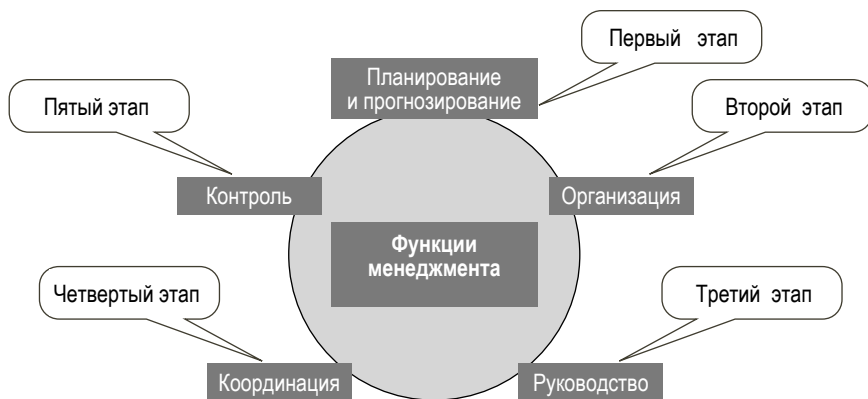 Первый этап
Планирование
и прогнозирование
Пятый этап
Второй этап
Контроль
Организация
Функции
менеджмента
Четвертый этап
Третий этап
Координация
Руководство